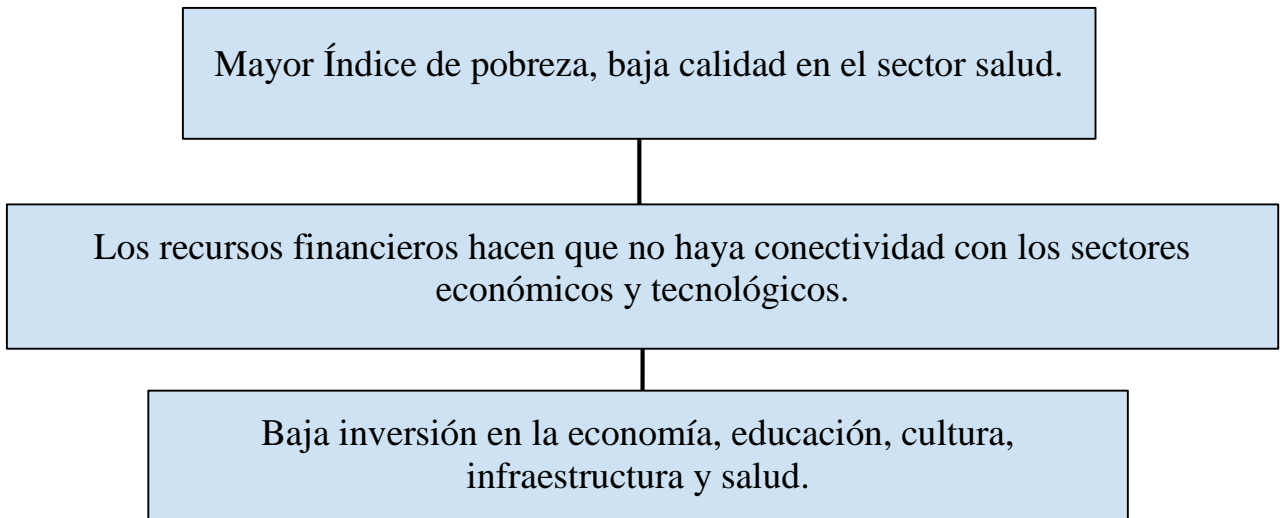 Mayor Índice de pobreza, baja calidad en el sector salud.
Los recursos financieros hacen que no haya conectividad con los sectores
económicos y tecnológicos.
Baja inversión en la economía, educación, cultura,
infraestructura y salud.